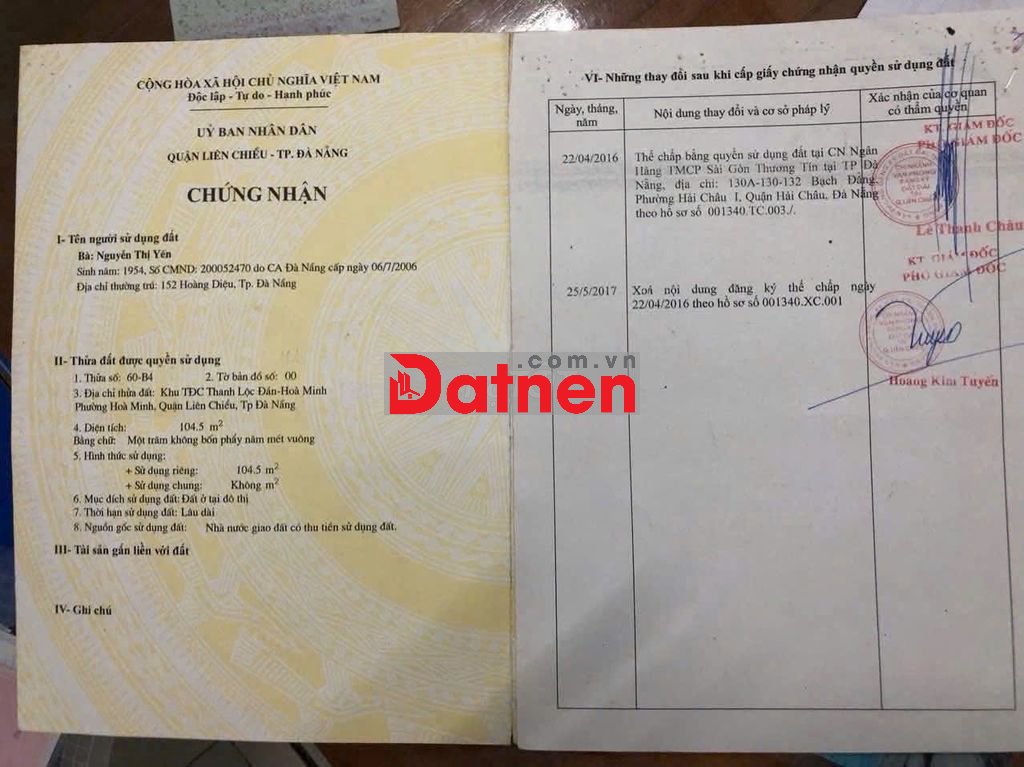 CỘNG HÒA XÃ HỘI CHỦ NGHĨA VIỆT NAM
Độc lập - Tự do - Hạnh phúc
UỶ BAN NHÂN DÂN
QUẬN LIÊN CHIỂU - TP. ĐÀ NẴNG
CHỨNG NHẬN
I- Tên người sử dụng đất
Bà: Nguyễn Thị Yến
Sinh năm: 1954, Số CMND: 200052470 do CA Đà Nẵng cấp ngày 06/7/2006
Địa chỉ thường trú: 152 Hoàng Diệu, Tp. Đà Nẵng
II- Thửa đất được quyền sử dụng
1. Thửa số: 60-B4 2. Tờ bản đồ số: 00
3. Địa chỉ thửa đất: Khu TĐC Thanh Lộc Đán-Hoà Minh
Phường Hoà Minh, Quận Liên Chiểu, Tp Đà Nẵng
4. Diện tích: 104.5 m²
Bằng chữ: Một trăm không bốn phẩy năm mét vuông
5. Hình thức sử dụng:
+ Sử dụng riêng: 104.5 m²
+ Sử dụng chung: Không m²
6. Mục đích sử dụng đất: Đất ở tại đô thị
7. Thời hạn sử dụng đất: Lâu dài
8. Nguồn gốc sử dụng đất: Nhà nước giao đất có thu tiền sử dụng đất.
III- Tài sản gắn liền với đất
IV- Ghi chú
Datnen
.com.vn
VI- Những thay đổi sau khi cấp giấy chứng nhận quyền sử dụng đất
Ngày, tháng, năm
Nội dung thay đổi và cơ sở pháp lý
Xác nhận của cơ quan
có thẩm quyền
22/04/2016
Thế chấp bằng quyền sử dụng đất tại CN Ngân
Hàng TMCP Sài Gòn Thương Tín tại TP Đà
Nẵng, địa chỉ: 130A-130-132 Bạch Đằng,
Phường Hải Châu I, Quận Hải Châu, Đà Nẵng
theo hồ sơ số 001340.TC.003./.
KT GIÁM ĐỐC
PHÓ GIÁM ĐỐC
Lê Thanh Châu
25/5/2017
Xoá nội dung đăng ký thế chấp ngày
22/04/2016 theo hồ sơ số 001340.XC.001
KT GIÁM ĐỐC
PHÓ GIÁM ĐỐC
Hoàng Kim Tuyến